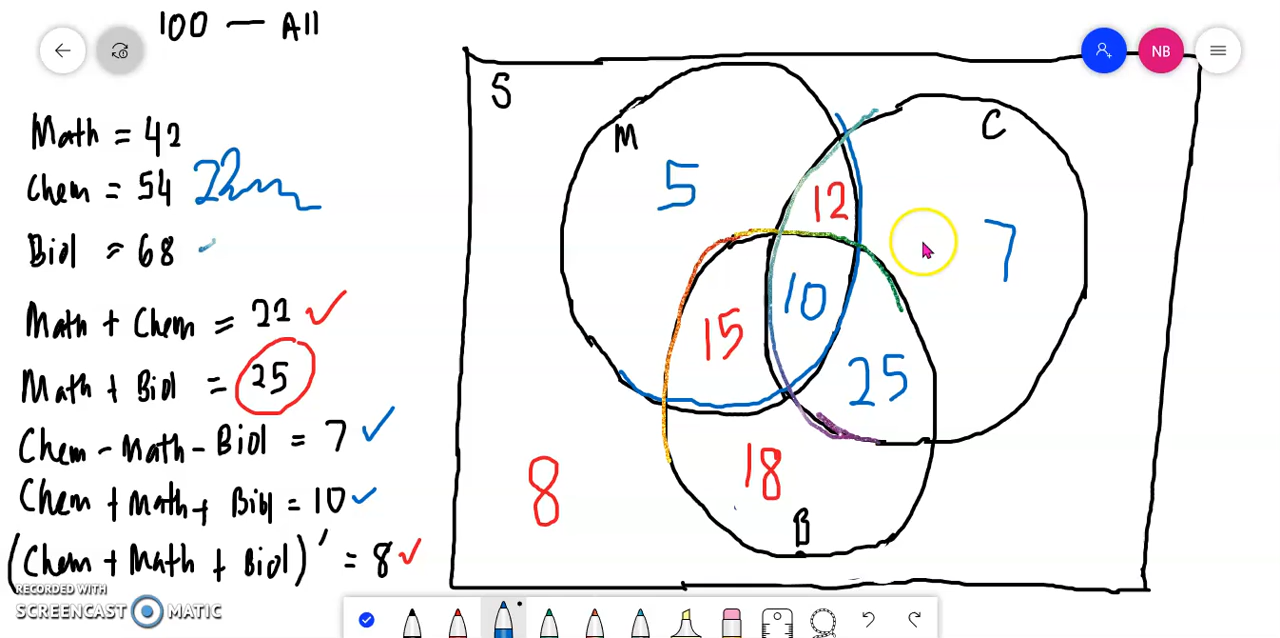 100 — All
NB
S
M
C
Math = 42
Chem = 54
Biol = 68
Math + Chem = 22
Math + Biol = 25
Chem - Math - Biol = 7
Chem + Math + Biol = 10
(Chem + Math + Biol)' = 8
5
12
7
10
15
25
18
8
B
RECORDED WITH
SCREENCAST MATIC